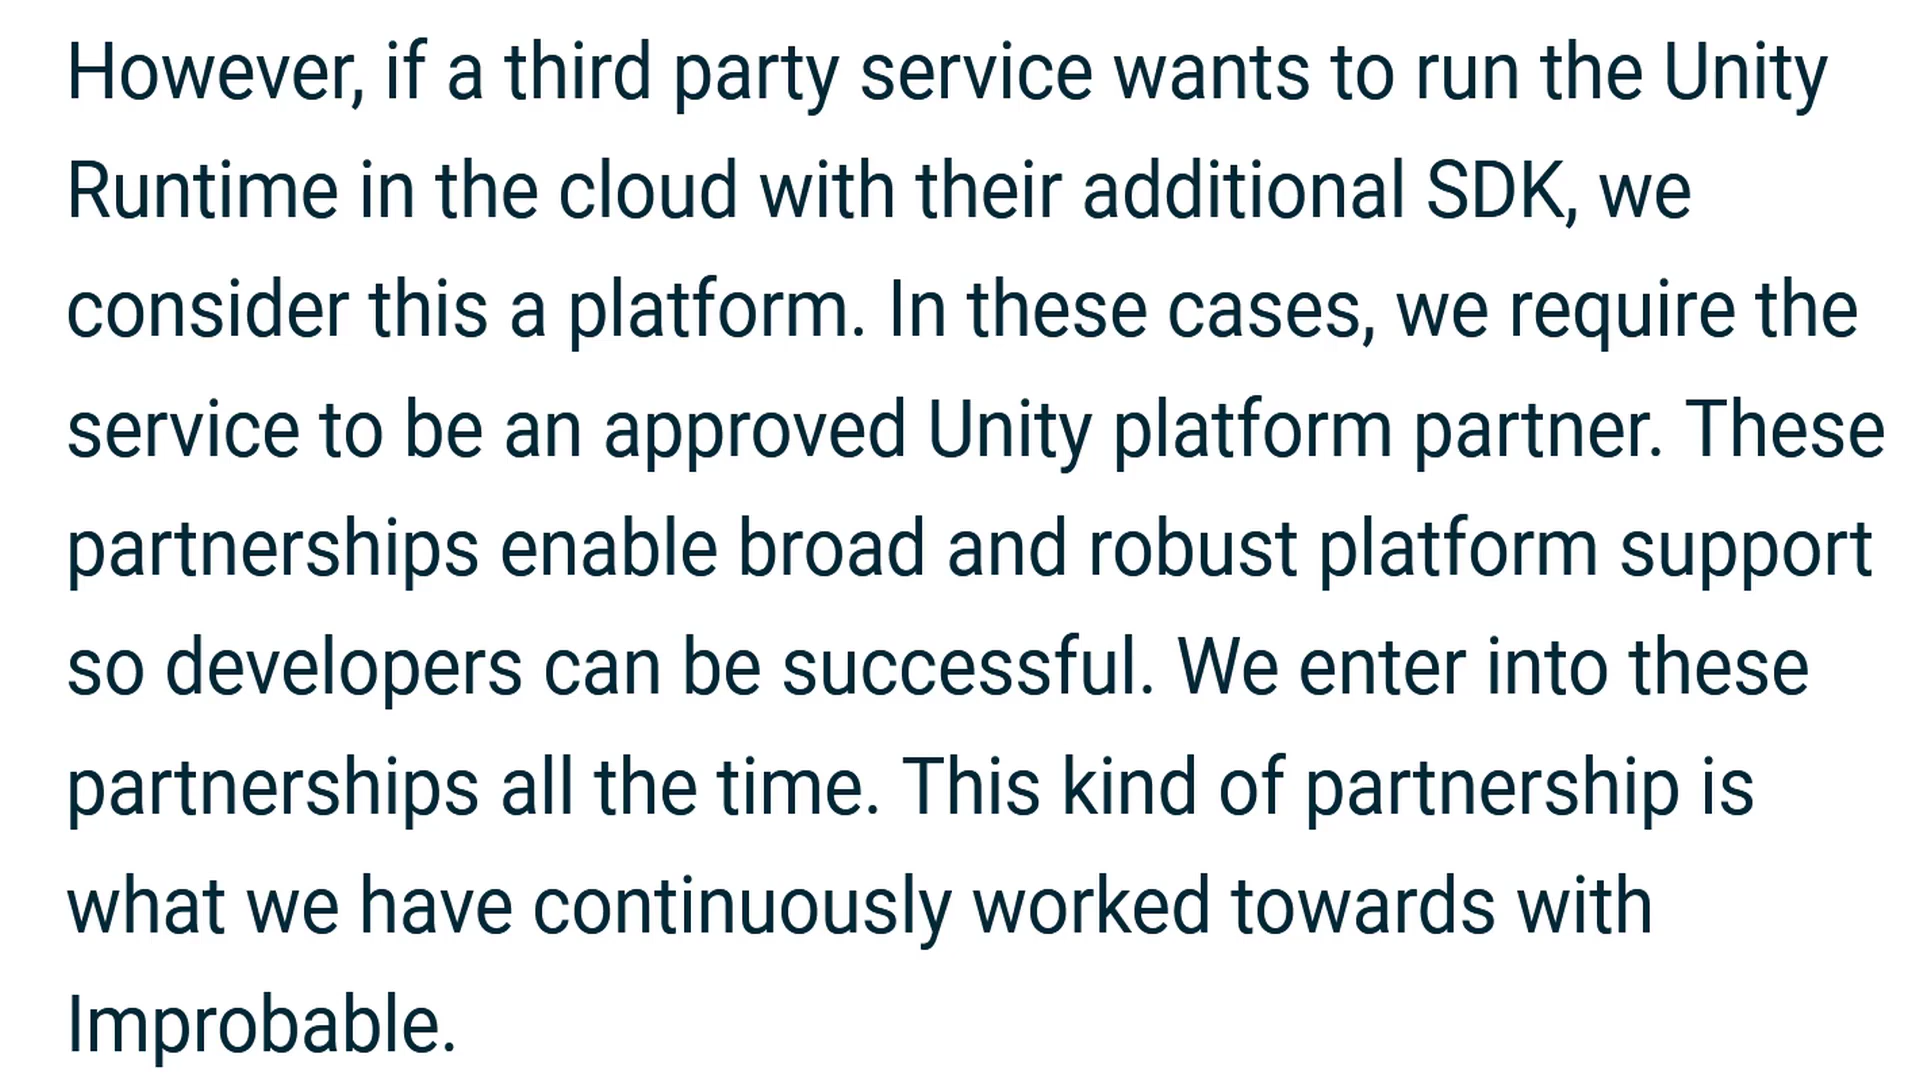 However, if a third party service wants to run the Unity
Runtime in the cloud with their additional SDK, we
consider this a platform. In these cases, we require the
service to be an approved Unity platform partner. These
partnerships enable broad and robust platform support
so developers can be successful. We enter into these
partnerships all the time. This kind of partnership is
what we have continuously worked towards with
Improbable.